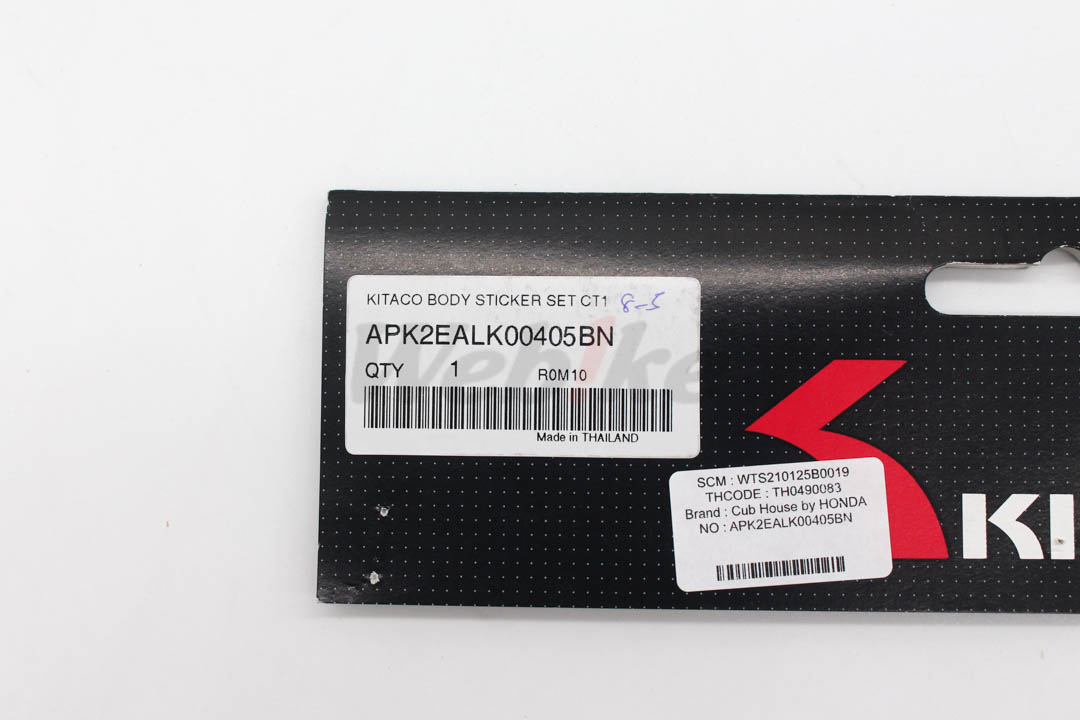 KITACO BODY STICKER SET CT1 8-5
APK2EALK00405BN
QTY 1 R0M10
Made in THAILAND
Webike
SCM : WTS210125B0019
THCODE : TH0490083
Brand : Cub House by HONDA
NO : APK2EALK00405BN
KI